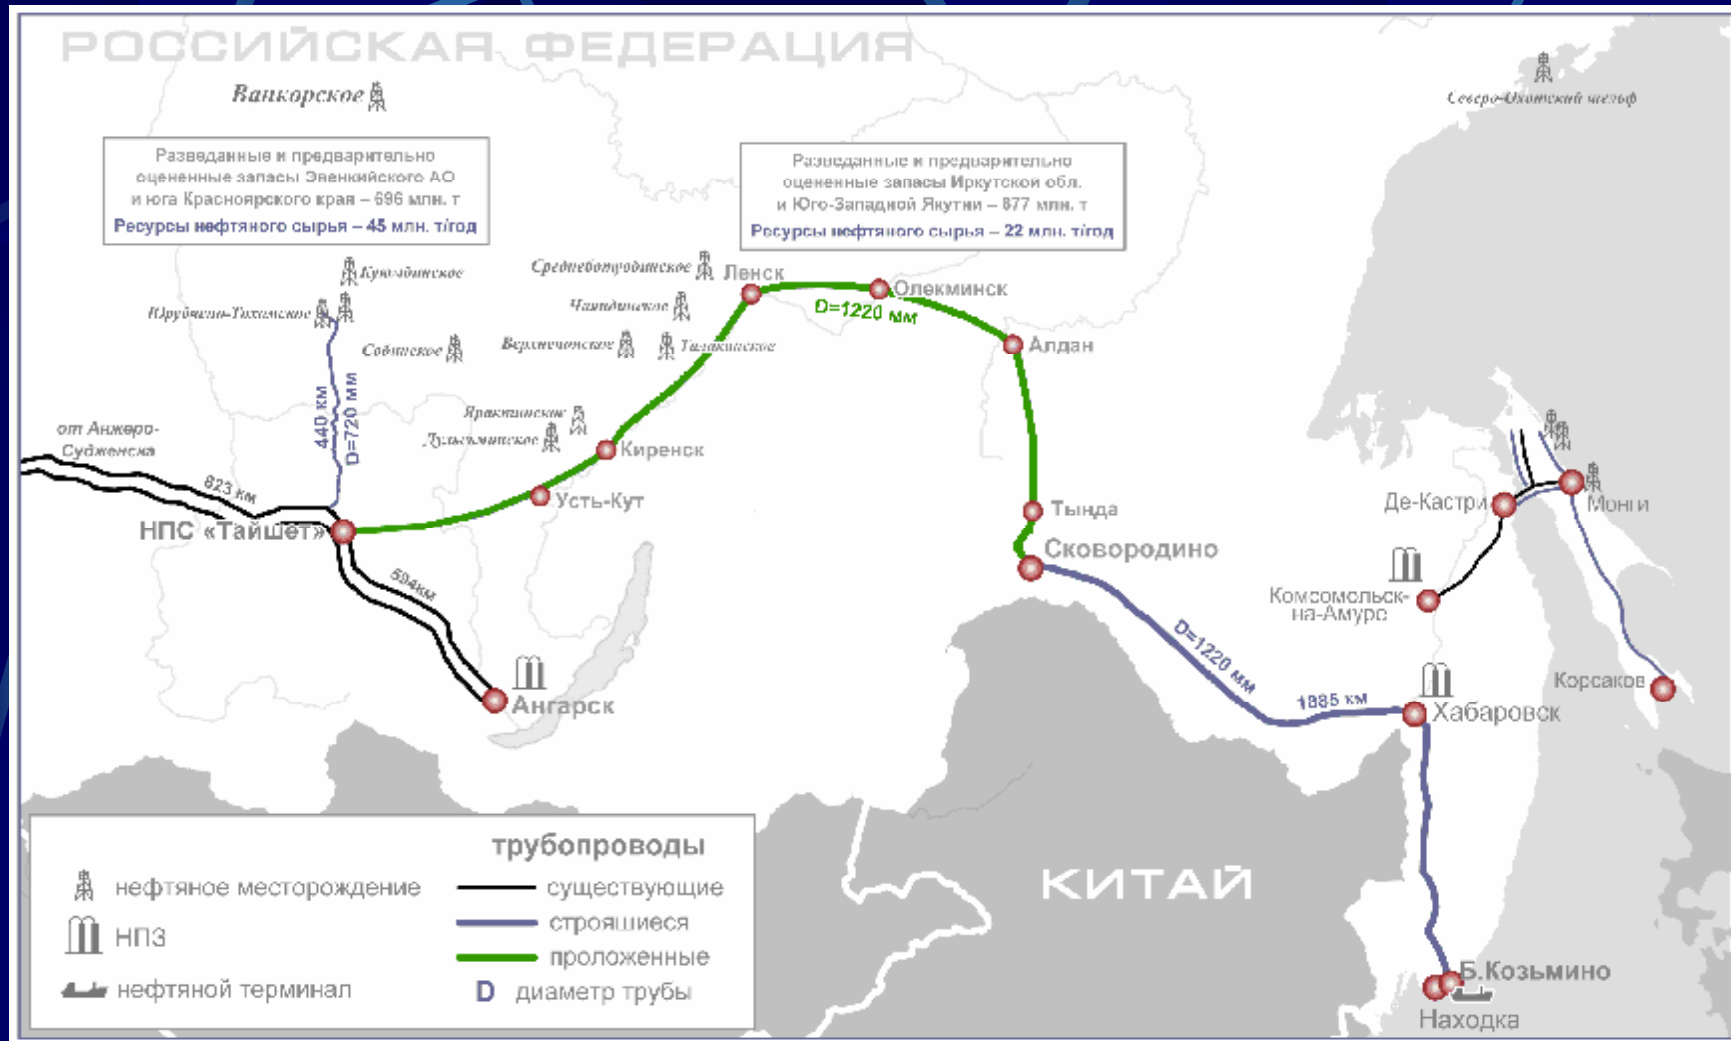 РОССИЙСКАЯ ФЕДЕРАЦИЯ
Ванкорское
Северо-Охотский шельф
Разведанные и предварительно
оцененные запасы Эвенкийского АО
и юга Красноярского края – 696 млн. т
Ресурсы нефтяного сырья – 45 млн. т/год
Разведанные и предварительно
оцененные запасы Иркутской обл.
и Юго-Западной Якутии – 877 млн. т
Ресурсы нефтяного сырья – 22 млн. т/год
Куюмбинское
Юрубчено-Тохомское
Собинское
Среднеботуобинское
Чаяндинское
Верхнечонское
Талаканское
Ленск
Олекминск
D=1220 мм
Алдан
440 км
D=720 мм
Ярактинское
Дулисьминское
от Анжеро-
Судженска
823 км
Киренск
Усть-Кут
НПС «Тайшет»
594км
Ангарск
Тында
Сковородино
Де-Кастри
Монги
Комсомольск-
на-Амуре
D=1220 мм
1885 км
Корсаков
Хабаровск
КИТАЙ
Б.Козьмино
Находка
трубопроводы
нефтяное месторождение
существующие
НПЗ
строяшиеся
проложенные
нефтяной терминал
D диаметр трубы